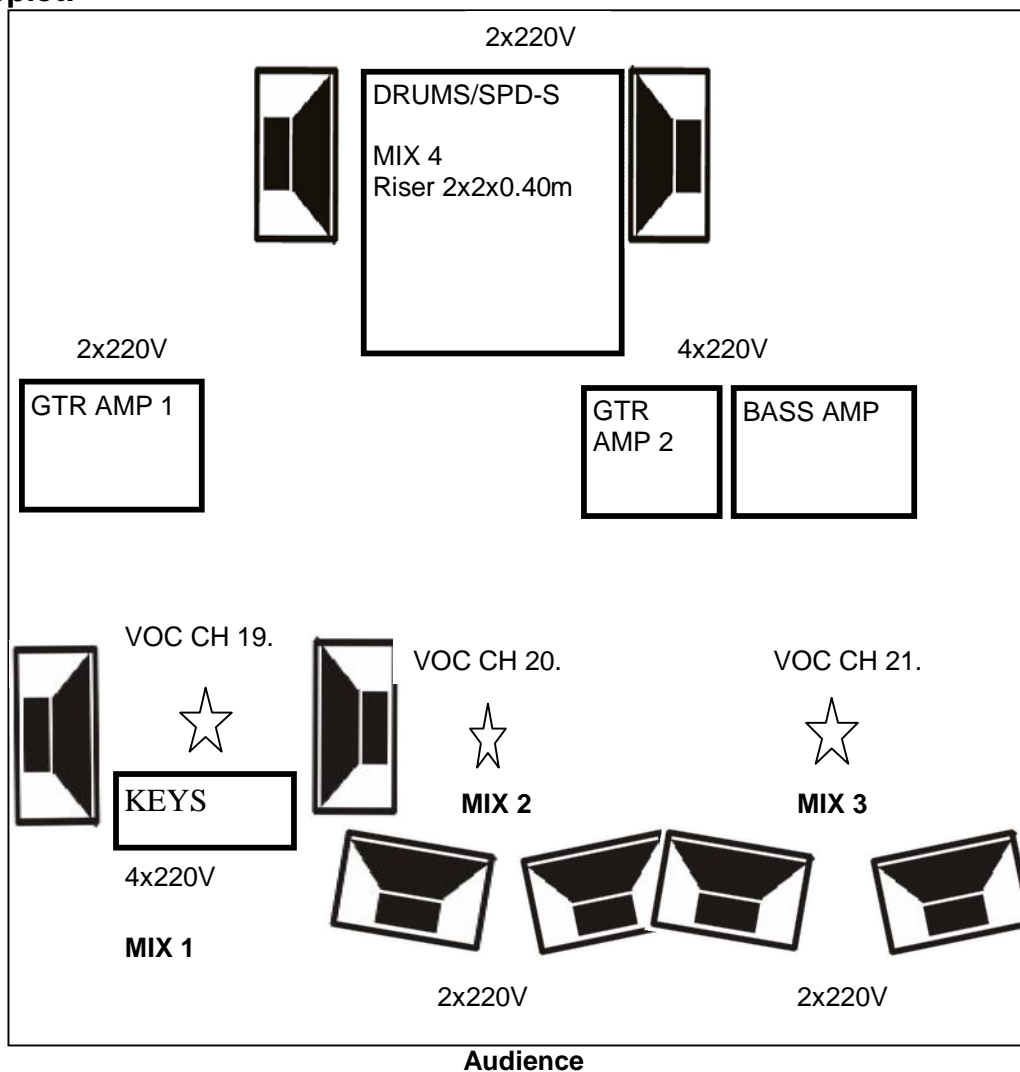 2x220V
DRUMS/SPD-S
MIX 4
Riser 2x2x0.40m
2x220V
4x220V
GTR AMP 1
GTR
AMP 2
BASS AMP
VOC CH 19.
VOC CH 20.
VOC CH 21.
KEYS
MIX 2
MIX 3
4x220V
MIX 1
2x220V
2x220V
Audience